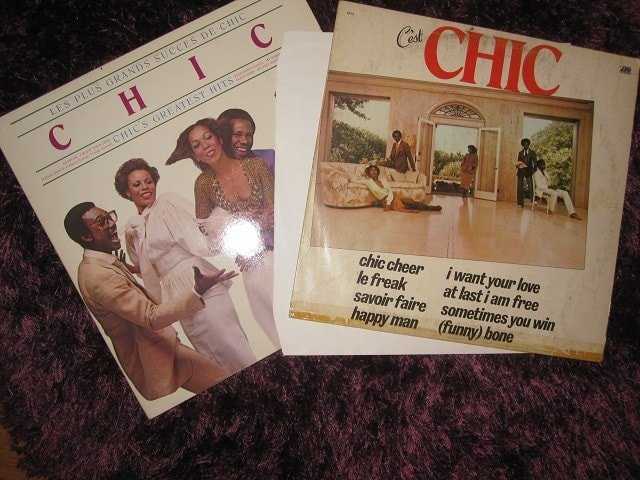 LES PLUS GRANDS SUCCES DE CHIC
CHIC
CHIC'S GREATEST HITS
C'est
CHIC
chic cheer
le freak
savoir faire
happy man
i want your love
at last i am free
sometimes you win
(funny) bone